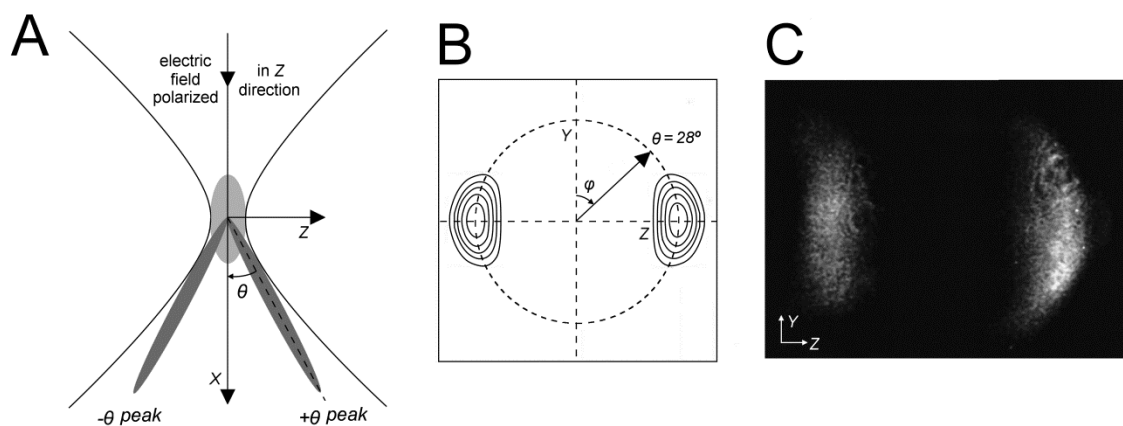 A
electric
field
polarized
in Z
direction
Z
θ
X
-θ peak
+θ peak
B
Y
θ = 28º
φ
Z
C
Y
Z